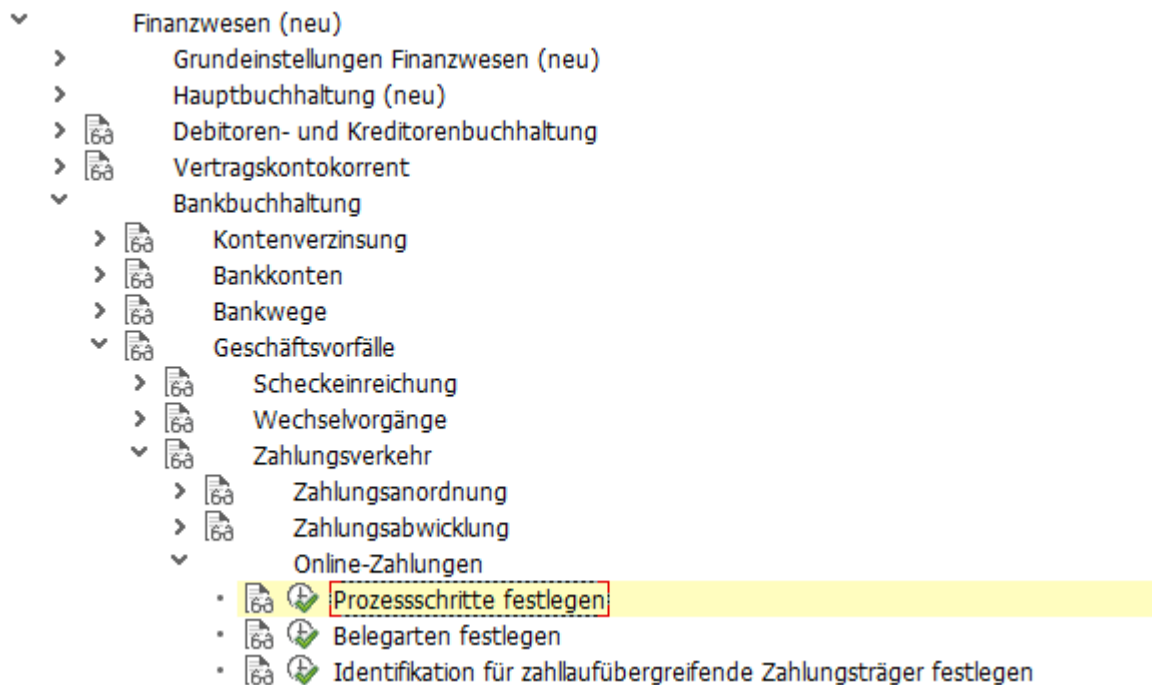 Finanzwesen (neu)
Grundeinstellungen Finanzwesen (neu)
Hauptbuchhaltung (neu)
Debitoren- und Kreditorenbuchhaltung
Vertragskontokorrent
Bankbuchhaltung
Kontenverzinsung
Bankkonten
Bankwege
Geschäftsvorfälle
Scheckeinreichung
Wechselvorgänge
Zahlungsverkehr
Zahlungsanordnung
Zahlungsabwicklung
Online-Zahlungen
Prozessschritte festlegen
Belegarten festlegen
Identifikation für zahllaufübergreifende Zahlungsträger festlegen